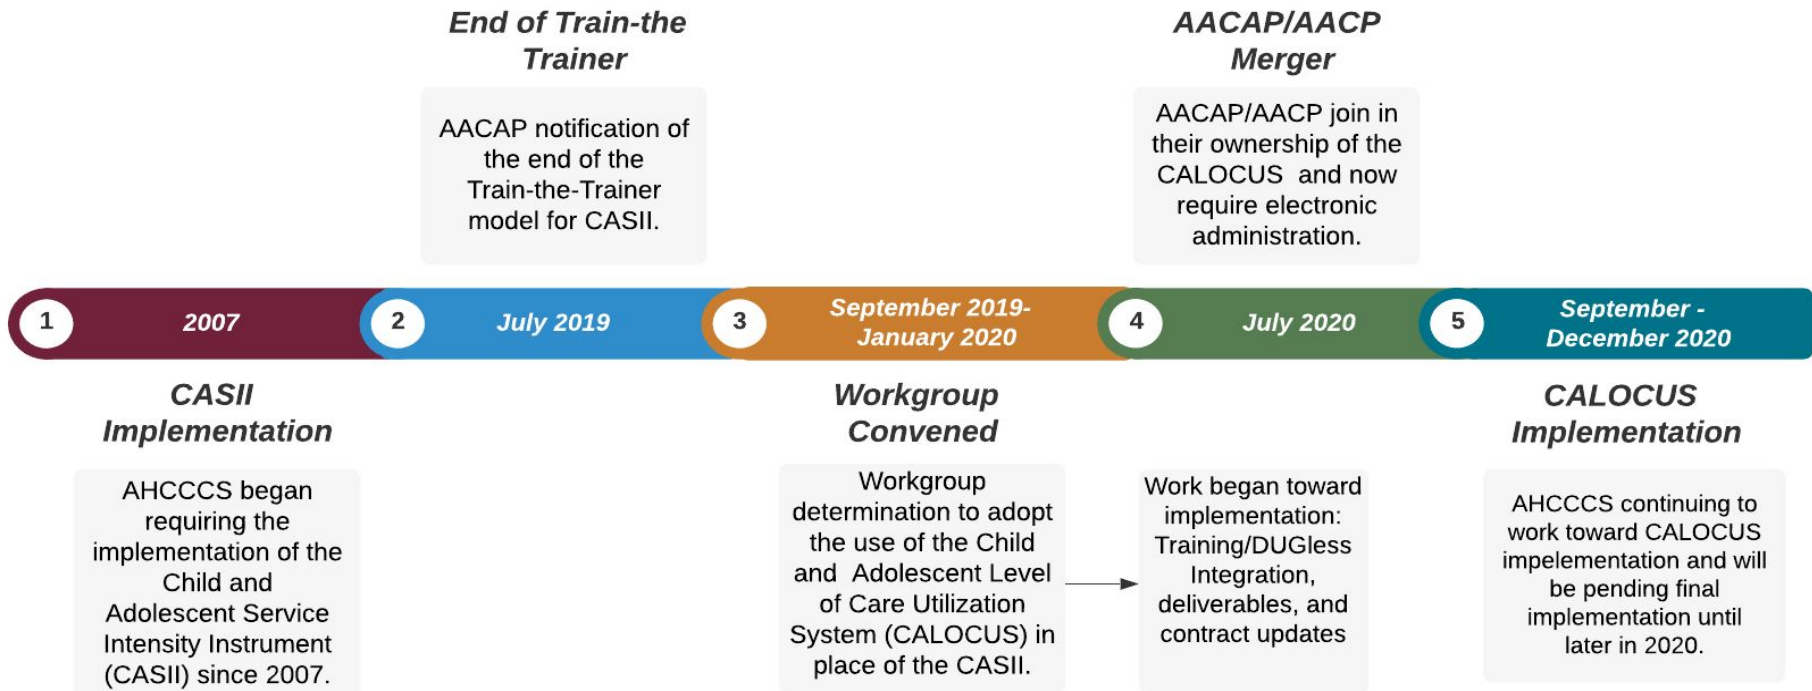 End of Train-the
Trainer
AACAP notification of
the end of the
Train-the-Trainer
model for CASII.
AACAP/AACP
Merger
AACAP/AACP join in
their ownership of the
CALOCUS and now
require electronic
administration.
1
2007
2
July 2019
3
September 2019-
January 2020
4
July 2020
5
September -
December 2020
CASII
Implementation
AHCCCS began
requiring the
implementation of the
Child and
Adolescent Service
Intensity Instrument
(CASII) since 2007.
Workgroup
Convened
Workgroup
determination to adopt
the use of the Child
and Adolescent Level
of Care Utilization
System (CALOCUS) in
place of the CASII.
Work began toward
implementation:
Training/DUGless
Integration,
deliverables, and
contract updates
CALOCUS
Implementation
AHCCCS continuing to
work toward CALOCUS
impelementation and will
be pending final
implementation until
later in 2020.